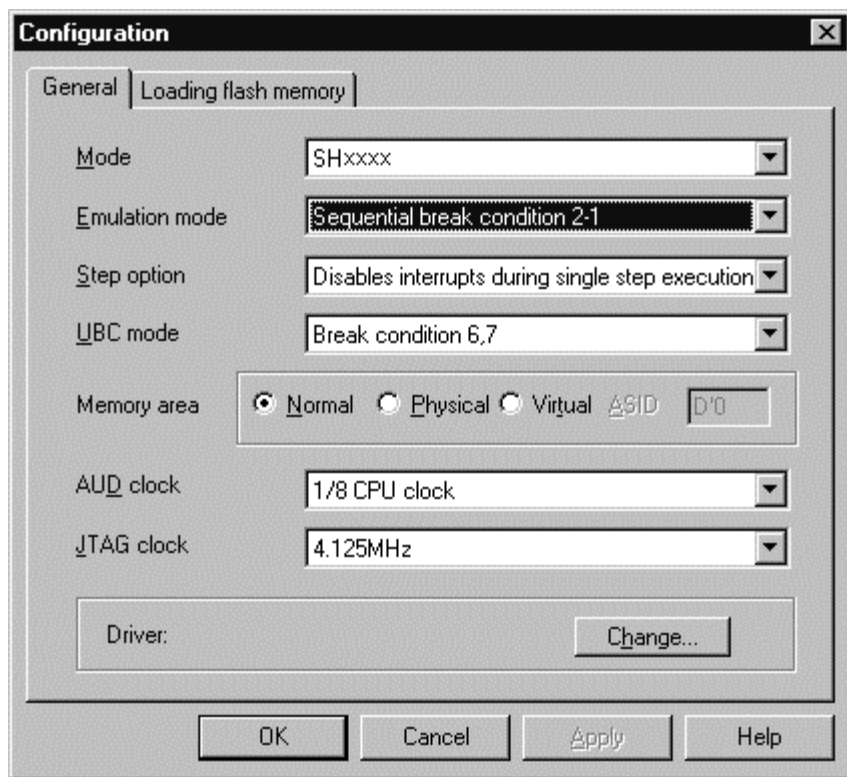 Configuration
General Loading flash memory
Mode SHxxxx
Emulation mode Sequential break condition 2-1
Step option Disables interrupts during single step execution
UBC mode Break condition 6,7
Memory area Normal Physical Virtual ASID D'0
AUD clock 1/8 CPU clock
JTAG clock 4.125MHz
Driver: Change...
OK Cancel Apply Help